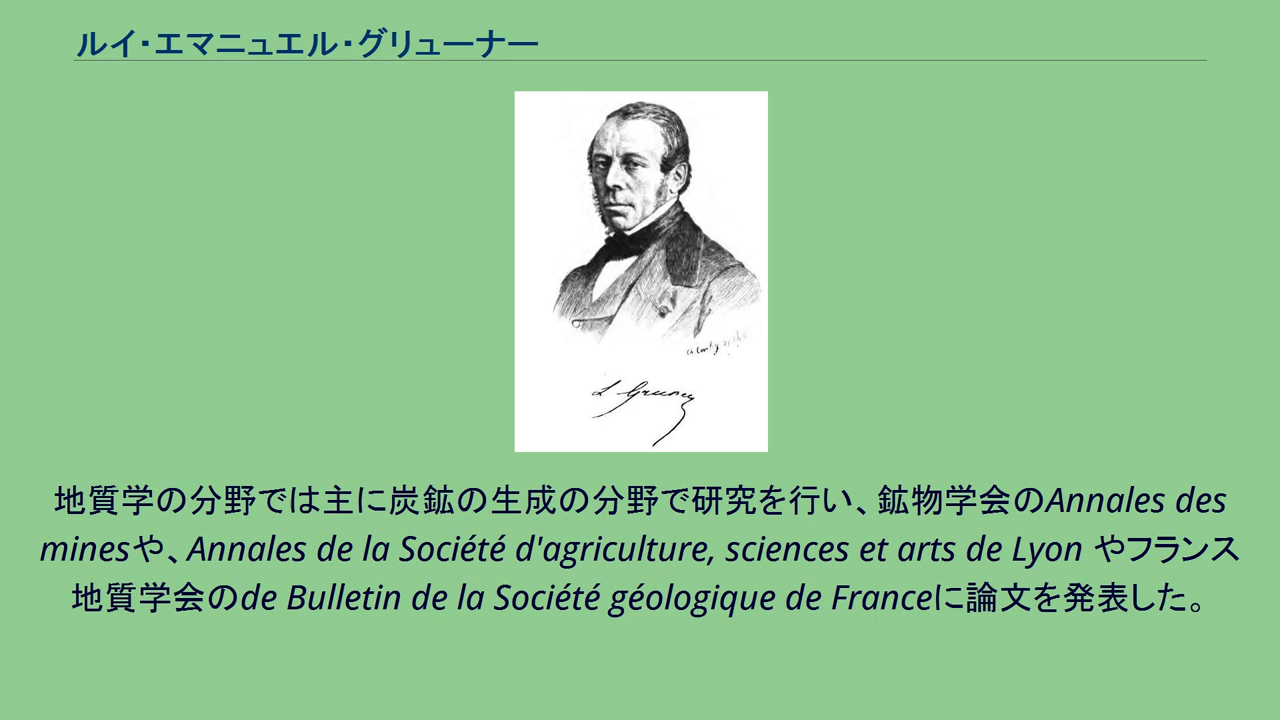 ルイ・エマニュエル・グリューナー
L Gruner
地質学の分野では主に炭鉱の生成の分野で研究を行い、鉱物学会のAnnales des
minesや、Annales de la Société d'agriculture, sciences et arts de Lyon やフランス
地質学会のde Bulletin de la Société géologique de Franceに論文を発表した。